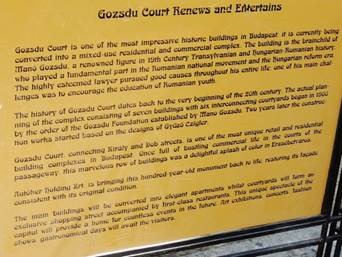 Gozsdu Court Renews and Entertains
Gozsdu Court is one of the most impressive historic buildings in Budapest: it is currently being
converted into a mixed-use residential and commercial complex. The building is the brainchild of
Manó Gozsdu, a renowned figure in 19th Century Transylvanian and Hungarian-Rumanian history,
who played a fundamental part in the Rumanian national movement and the Hungarian reform era.
The highly esteemed lawyer pursued good causes throughout his entire life: one of his main chal-
lenges was to encourage the education of Rumanian youth.
The history of Gozsdu Court dates back to the very beginning of the 20th century. The actual plan-
ning of the complex consisting of seven buildings with six interconnecting courtyards began in 1900
by the order of the Gozsdu Foundation established by Manó Gozsdu. Two years later the construc-
tion works started based on the designs of Győző Czigler.
Gozsdu Court, connecting Király and Dob streets, is one of the most unique retail and residential
building complexes in Budapest. Once full of bustling commercial life in the county of the
passageway, this marvelous row of buildings was a delightful splash of color in Erzsébetváros.
Autóker Holding Zrt. is bringing this hundred-year-old monument back to life, restoring its façade
consistent with its original condition.
The main buildings will be converted into elegant apartments whilst courtyards will form an
exclusive shopping street accompanied by first class restaurants. This unique spectacle of the
capital will provide a home for countless events in the future. Art exhibitions, concerts, fashion
shows, gastronomical days will await the visitors.